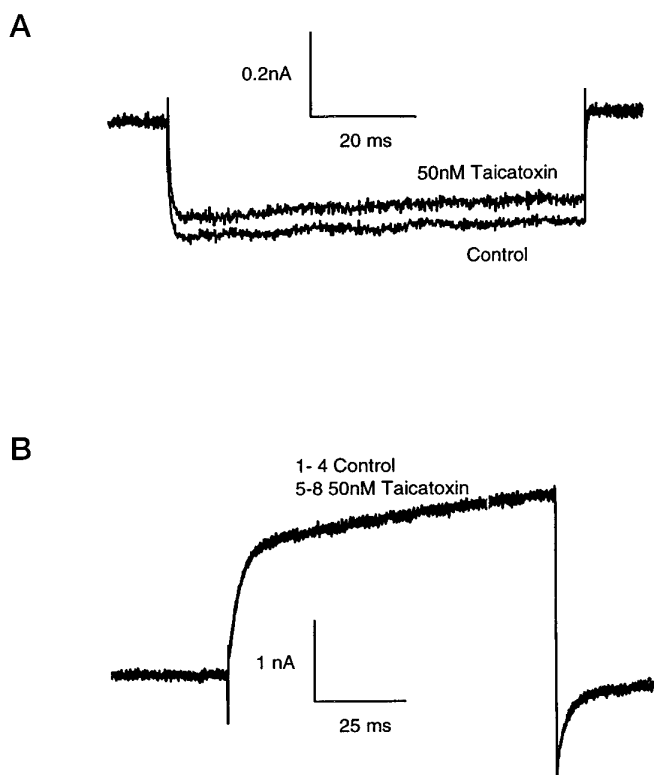 A
0.2nA
20 ms
50nM Taicatoxin
Control
B
1- 4 Control
5-8 50nM Taicatoxin
1 nA
25 ms